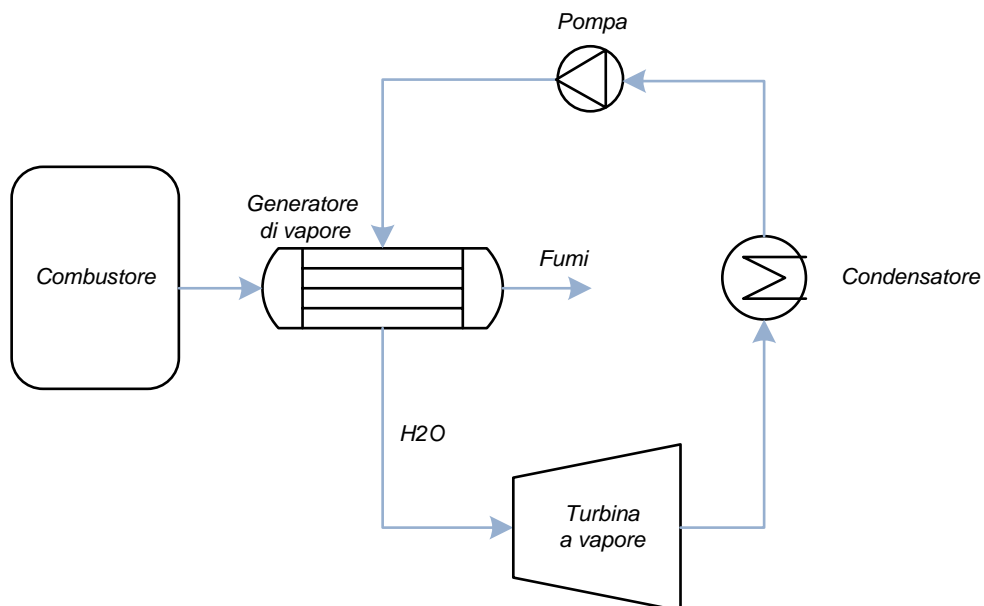 Pompa
Generatore
di vapore
Combustore
Fumi
Condensatore
H2O
Turbina
a vapore